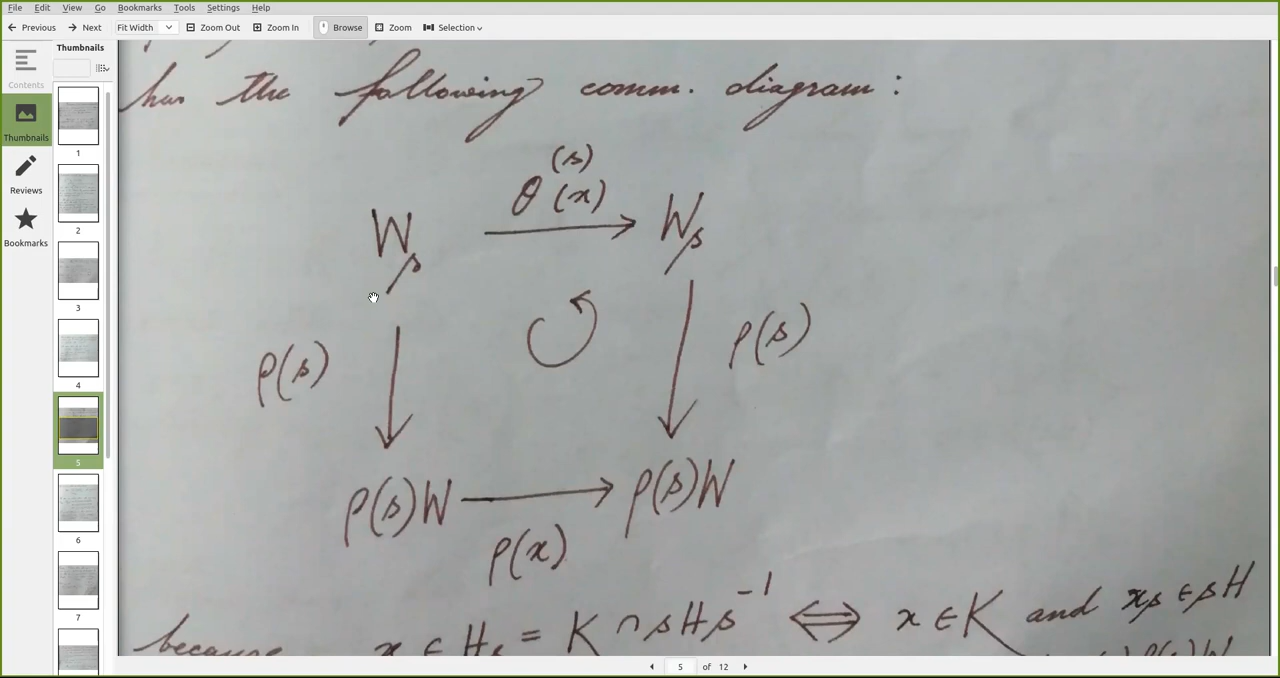 File Edit View Go Bookmarks Tools Settings Help
Previous Next Fit Width Zoom Out Zoom In Browse Zoom Selection
Contents
Thumbnails
Reviews
Bookmarks
Thumbnails
1
2
3
4
5
6
7
has the following comm. diagram :
θ^(s)(x)
W_s → W_s
ρ(s) ρ(s)
ρ(s)W → ρ(s)W
ρ(x)
because x ∈ H_s = K ∩ sHs^-1 ⟺ x ∈ K and xs ∈ sH
ρ(s)W
5 of 12